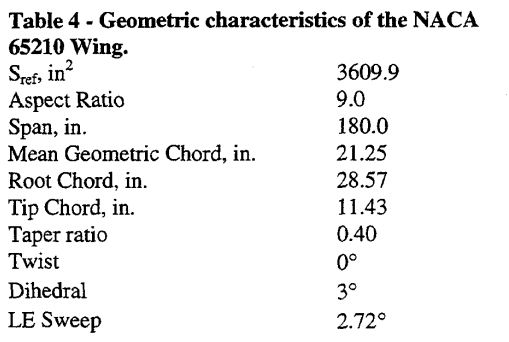 Table 4 - Geometric characteristics of the NACA
65210 Wing.
Sref, in² 3609.9
Aspect Ratio 9.0
Span, in. 180.0
Mean Geometric Chord, in. 21.25
Root Chord, in. 28.57
Tip Chord, in. 11.43
Taper ratio 0.40
Twist 0°
Dihedral 3°
LE Sweep 2.72°